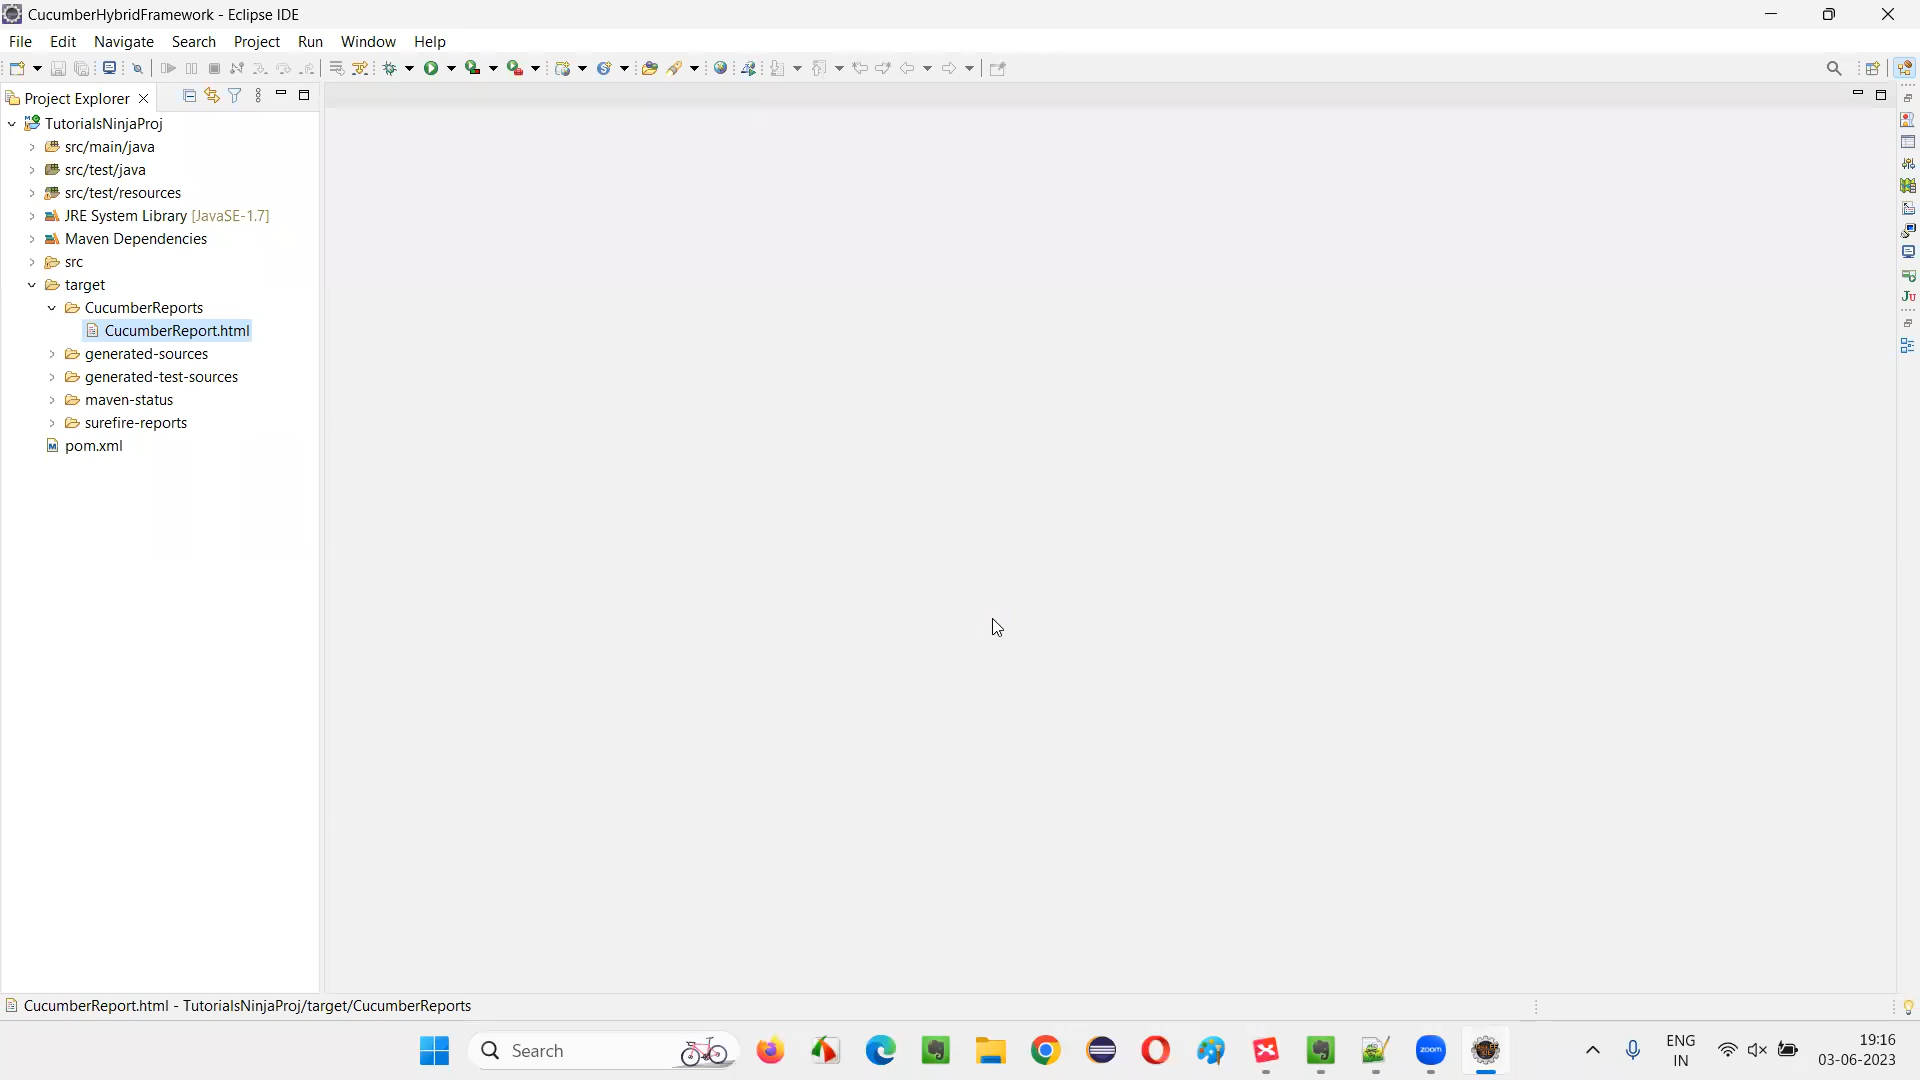 CucumberHybridFramework - Eclipse IDE
File Edit Navigate Search Project Run Window Help
Project Explorer
TutorialsNinjaProj
src/main/java
src/test/java
src/test/resources
JRE System Library [JavaSE-1.7]
Maven Dependencies
src
target
CucumberReports
CucumberReport.html
generated-sources
generated-test-sources
maven-status
surefire-reports
pom.xml
CucumberReport.html - TutorialsNinjaProj/target/CucumberReports
Search
zoom
ENG
IN
19:16
03-06-2023